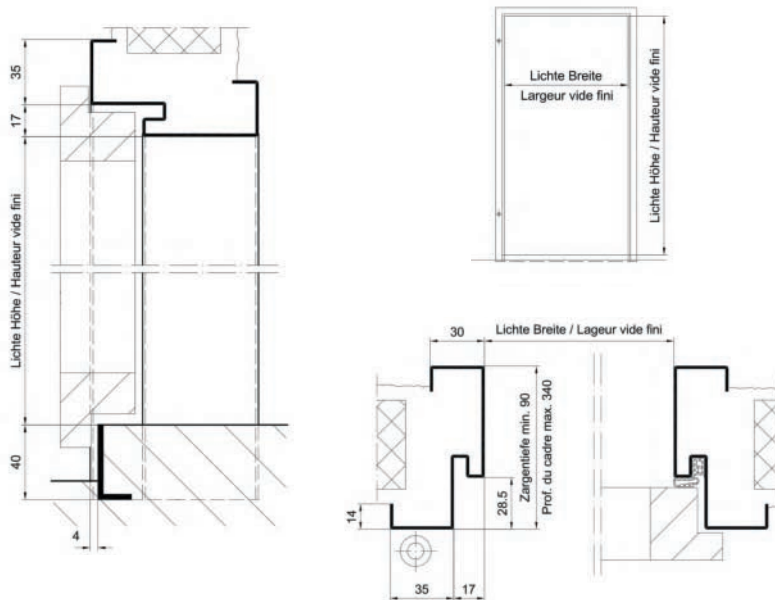 35
17
Lichte Höhe / Hauteur vide fini
40
4
Lichte Breite
Largeur vide fini
Lichte Höhe / Hauteur vide fini
30
Lichte Breite / Lageur vide fini
Zargentiefe min. 90
Prof. du cadre max. 340
28.5
14
35
17